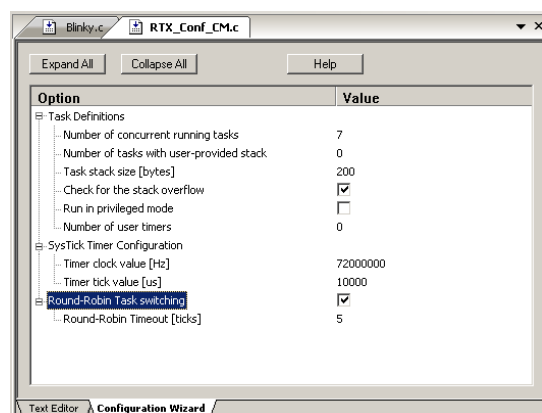 Blinky.c RTX_Conf_CM.c
Expand All Collapse All Help
Option Value
Task Definitions
Number of concurrent running tasks 7
Number of tasks with user-provided stack 0
Task stack size [bytes] 200
Check for the stack overflow
Run in privileged mode
Number of user timers 0
SysTick Timer Configuration
Timer clock value [Hz] 72000000
Timer tick value [us] 10000
Round-Robin Task switching
Round-Robin Timeout [ticks] 5
Text Editor Configuration Wizard